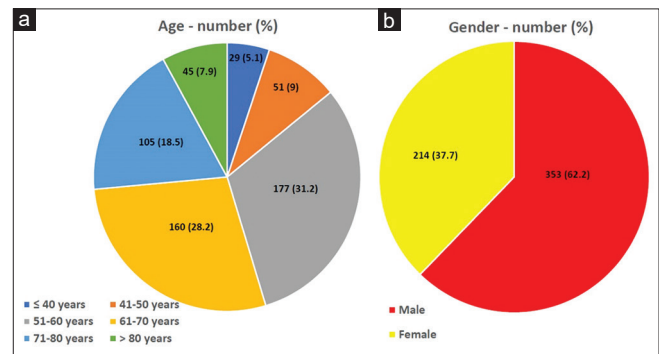 a
Age - number (%)
29 (5.1)
51 (9)
177 (31.2)
160 (28.2)
105 (18.5)
45 (7.9)
≤ 40 years
41-50 years
51-60 years
61-70 years
71-80 years
> 80 years
b
Gender - number (%)
214 (37.7)
353 (62.2)
Male
Female